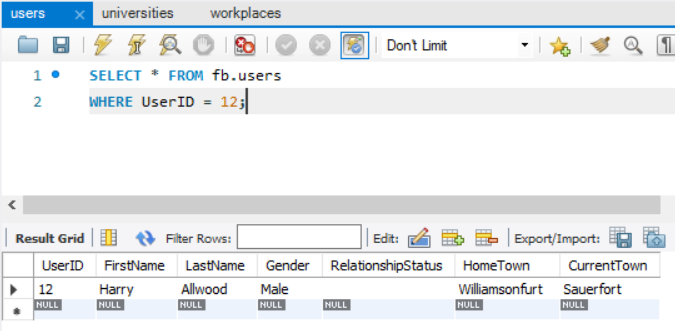 users × universities workplaces
Don't Limit
1 SELECT * FROM fb.users
2 WHERE UserID = 12;
Result Grid Filter Rows: Edit: Export/Import:
UserID FirstName LastName Gender RelationshipStatus HomeTown CurrentTown
12 Harry Allwood Male Williamsonfurt Sauerfort
NULL NULL NULL NULL NULL NULL NULL